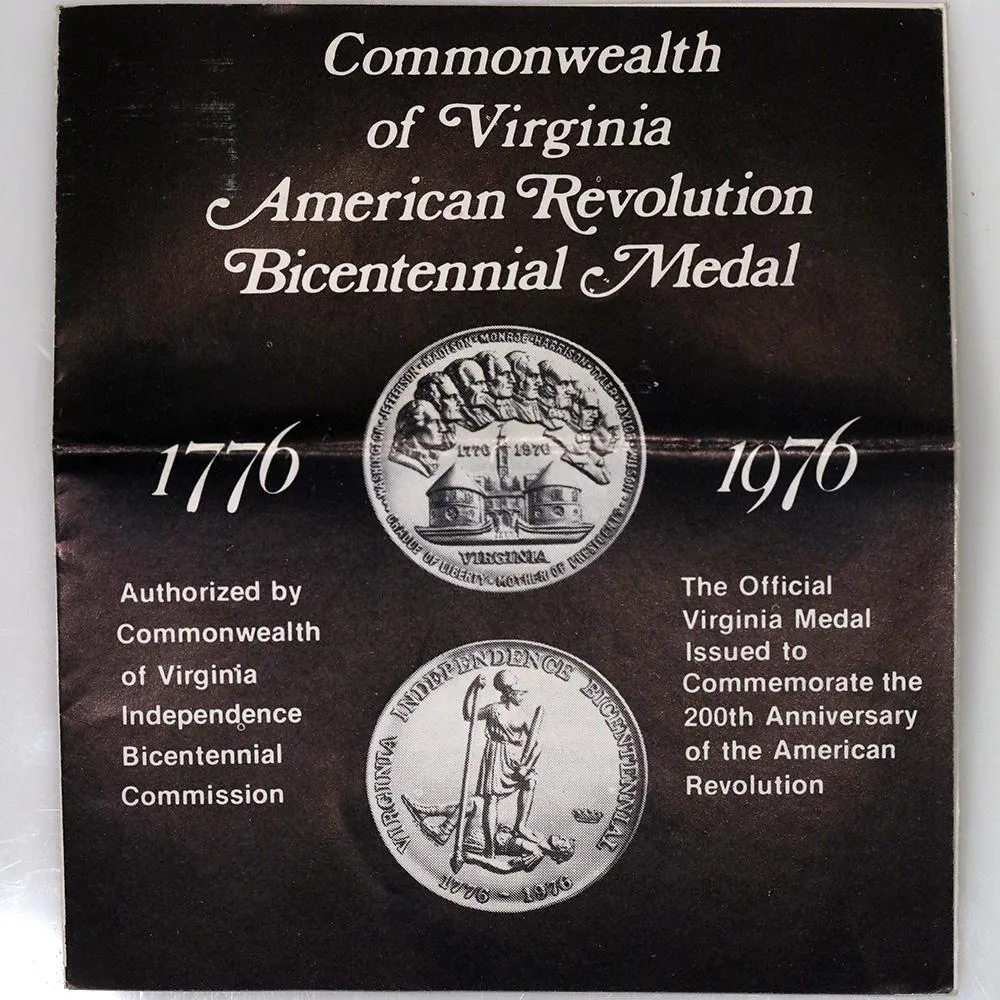 Commonwealth
of Virginia
American Revolution
Bicentennial Medal
WASHINGTON·JEFFERSON·MADISON·MONROE·HARRISON·TYLER·TAYLOR·WILSON
1776 1976
VIRGINIA
CRADLE OF LIBERTY·MOTHER OF PRESIDENTS
1776
1976
Authorized by
Commonwealth
of Virginia
Independence
Bicentennial
Commission
The Official
Virginia Medal
Issued to
Commemorate the
200th Anniversary
of the American
Revolution
VIRGINIA INDEPENDENCE BICENTENNIAL
1776 - 1976